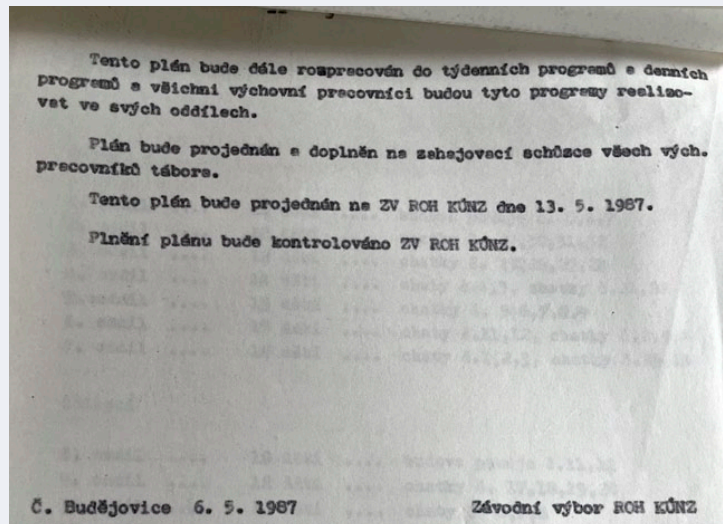 Tento plán bude dále rozpracován do týdenních programů a denních
programů a všichni výchovní pracovníci budou tyto programy realizo-
vat ve svých oddílech.
Plán bude projednán a doplněn na zahajovací schůzce všech vých.
pracovníků tábora.
Tento plán bude projednán na ZV ROH KÚNZ dne 13. 5. 1987.
Plnění plánu bude kontrolováno ZV ROH KÚNZ.
Č. Budějovice 6. 5. 1987 Závodní výbor ROH KÚNZ